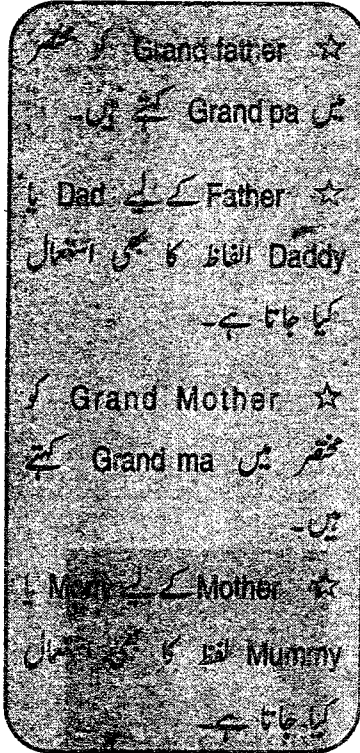 ☆ Grand father کو مختصر
میں Grand pa کہتے ہیں۔
☆ Father کے لیے Dad یا
Daddy الفاظ کا بھی استعمال
کیا جاتا ہے۔
☆ Grand Mother کو
مختصر میں Grand ma کہتے
ہیں۔
☆ Mother کے لیے یا
Mummy لفظ کا بھی استعمال
کیا جاتا ہے۔